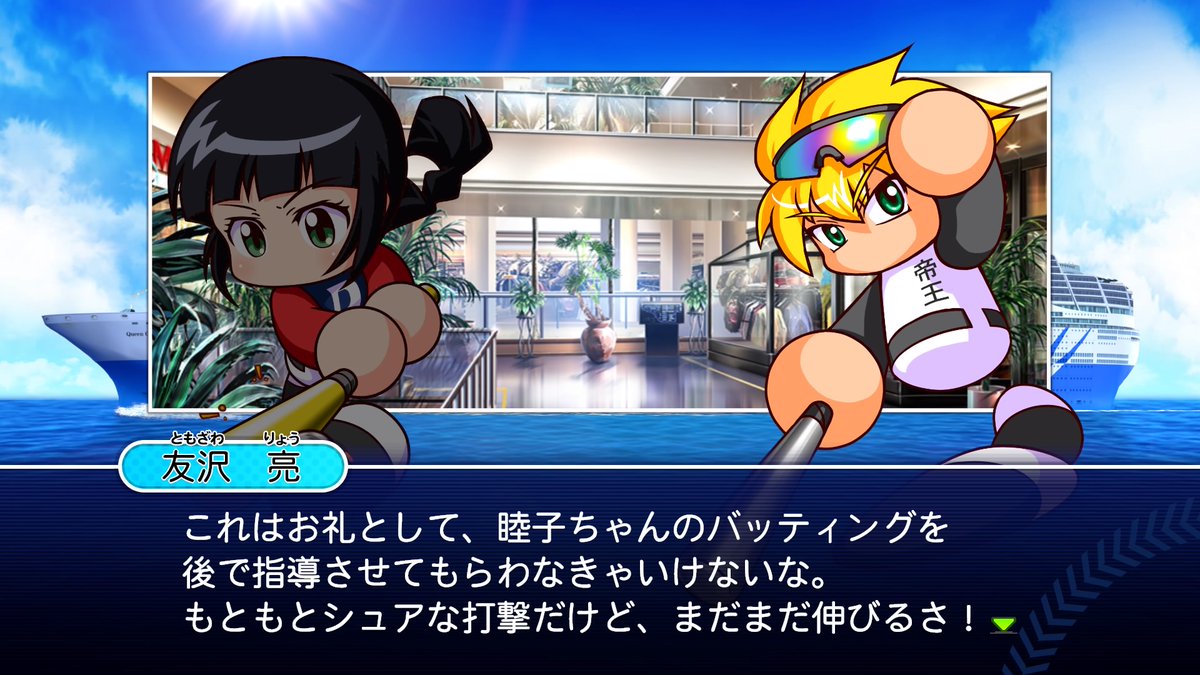 M
Queen
帝王
ともざわ りょう
友沢 亮
これはお礼として、睦子ちゃんのバッティングを
後で指導させてもらわなきゃいけないな。
もともとシュアな打撃だけど、まだまだ伸びるさ！